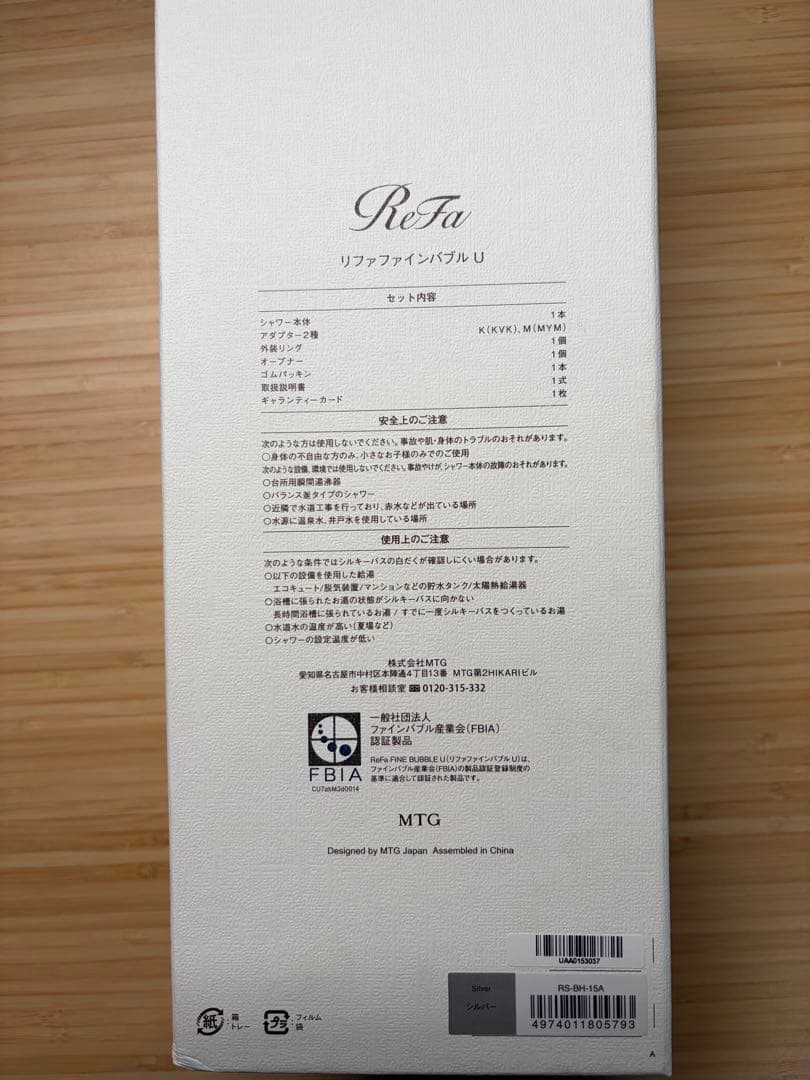 ReFa
リファファインバブル U
セット内容
シャワー本体 1本
アダプター2種 K(KVK)、M(MYM)
外装リング 1個
オープナー 1個
ゴムパッキン 1本
取扱説明書 1式
ギャランティーカード 1枚
安全上のご注意
次のような方は使用しないでください。事故や肌・身体のトラブルのおそれがあります。
○身体の不自由な方のみ、小さなお子様のみでのご使用
次のような設備、環境では使用しないでください。事故やけが、シャワー本体の故障のおそれがあります。
○台所用瞬間湯沸器
○バランス釜タイプのシャワー
○近隣で水道工事を行っており、赤水などが出ている場所
○水源に温泉水、井戸水を使用している場所
使用上のご注意
次のような条件ではシルキーバスの白だくが確認しにくい場合があります。
○以下の設備を使用した給湯
エコキュート/脱気装置/マンションなどの貯水タンク/太陽熱給湯器
○浴槽に張られたお湯の状態がシルキーバスに向かない
長時間浴槽に張られているお湯 / すでに一度シルキーバスをつくっているお湯
○水道水の温度が高い(夏場など)
○シャワーの設定温度が低い
株式会社MTG
愛知県名古屋市中村区本陣通4丁目13番 MTG第2HIKARIビル
お客様相談室 0120-315-332
FBIA
CU7abM3d0014
一般社団法人
ファインバブル産業会(FBIA)
認証製品
ReFa FINE BUBBLE U(リファファインバブル U)は、
ファインバブル産業会(FBIA)の製品認証登録制度の
基準に適合して認証された製品です。
MTG
Designed by MTG Japan Assembled in China
UAA0153037
Silver
シルバー
RS-BH-15A
4974011805793
紙
箱
トレー
プラ
フィルム
袋
A